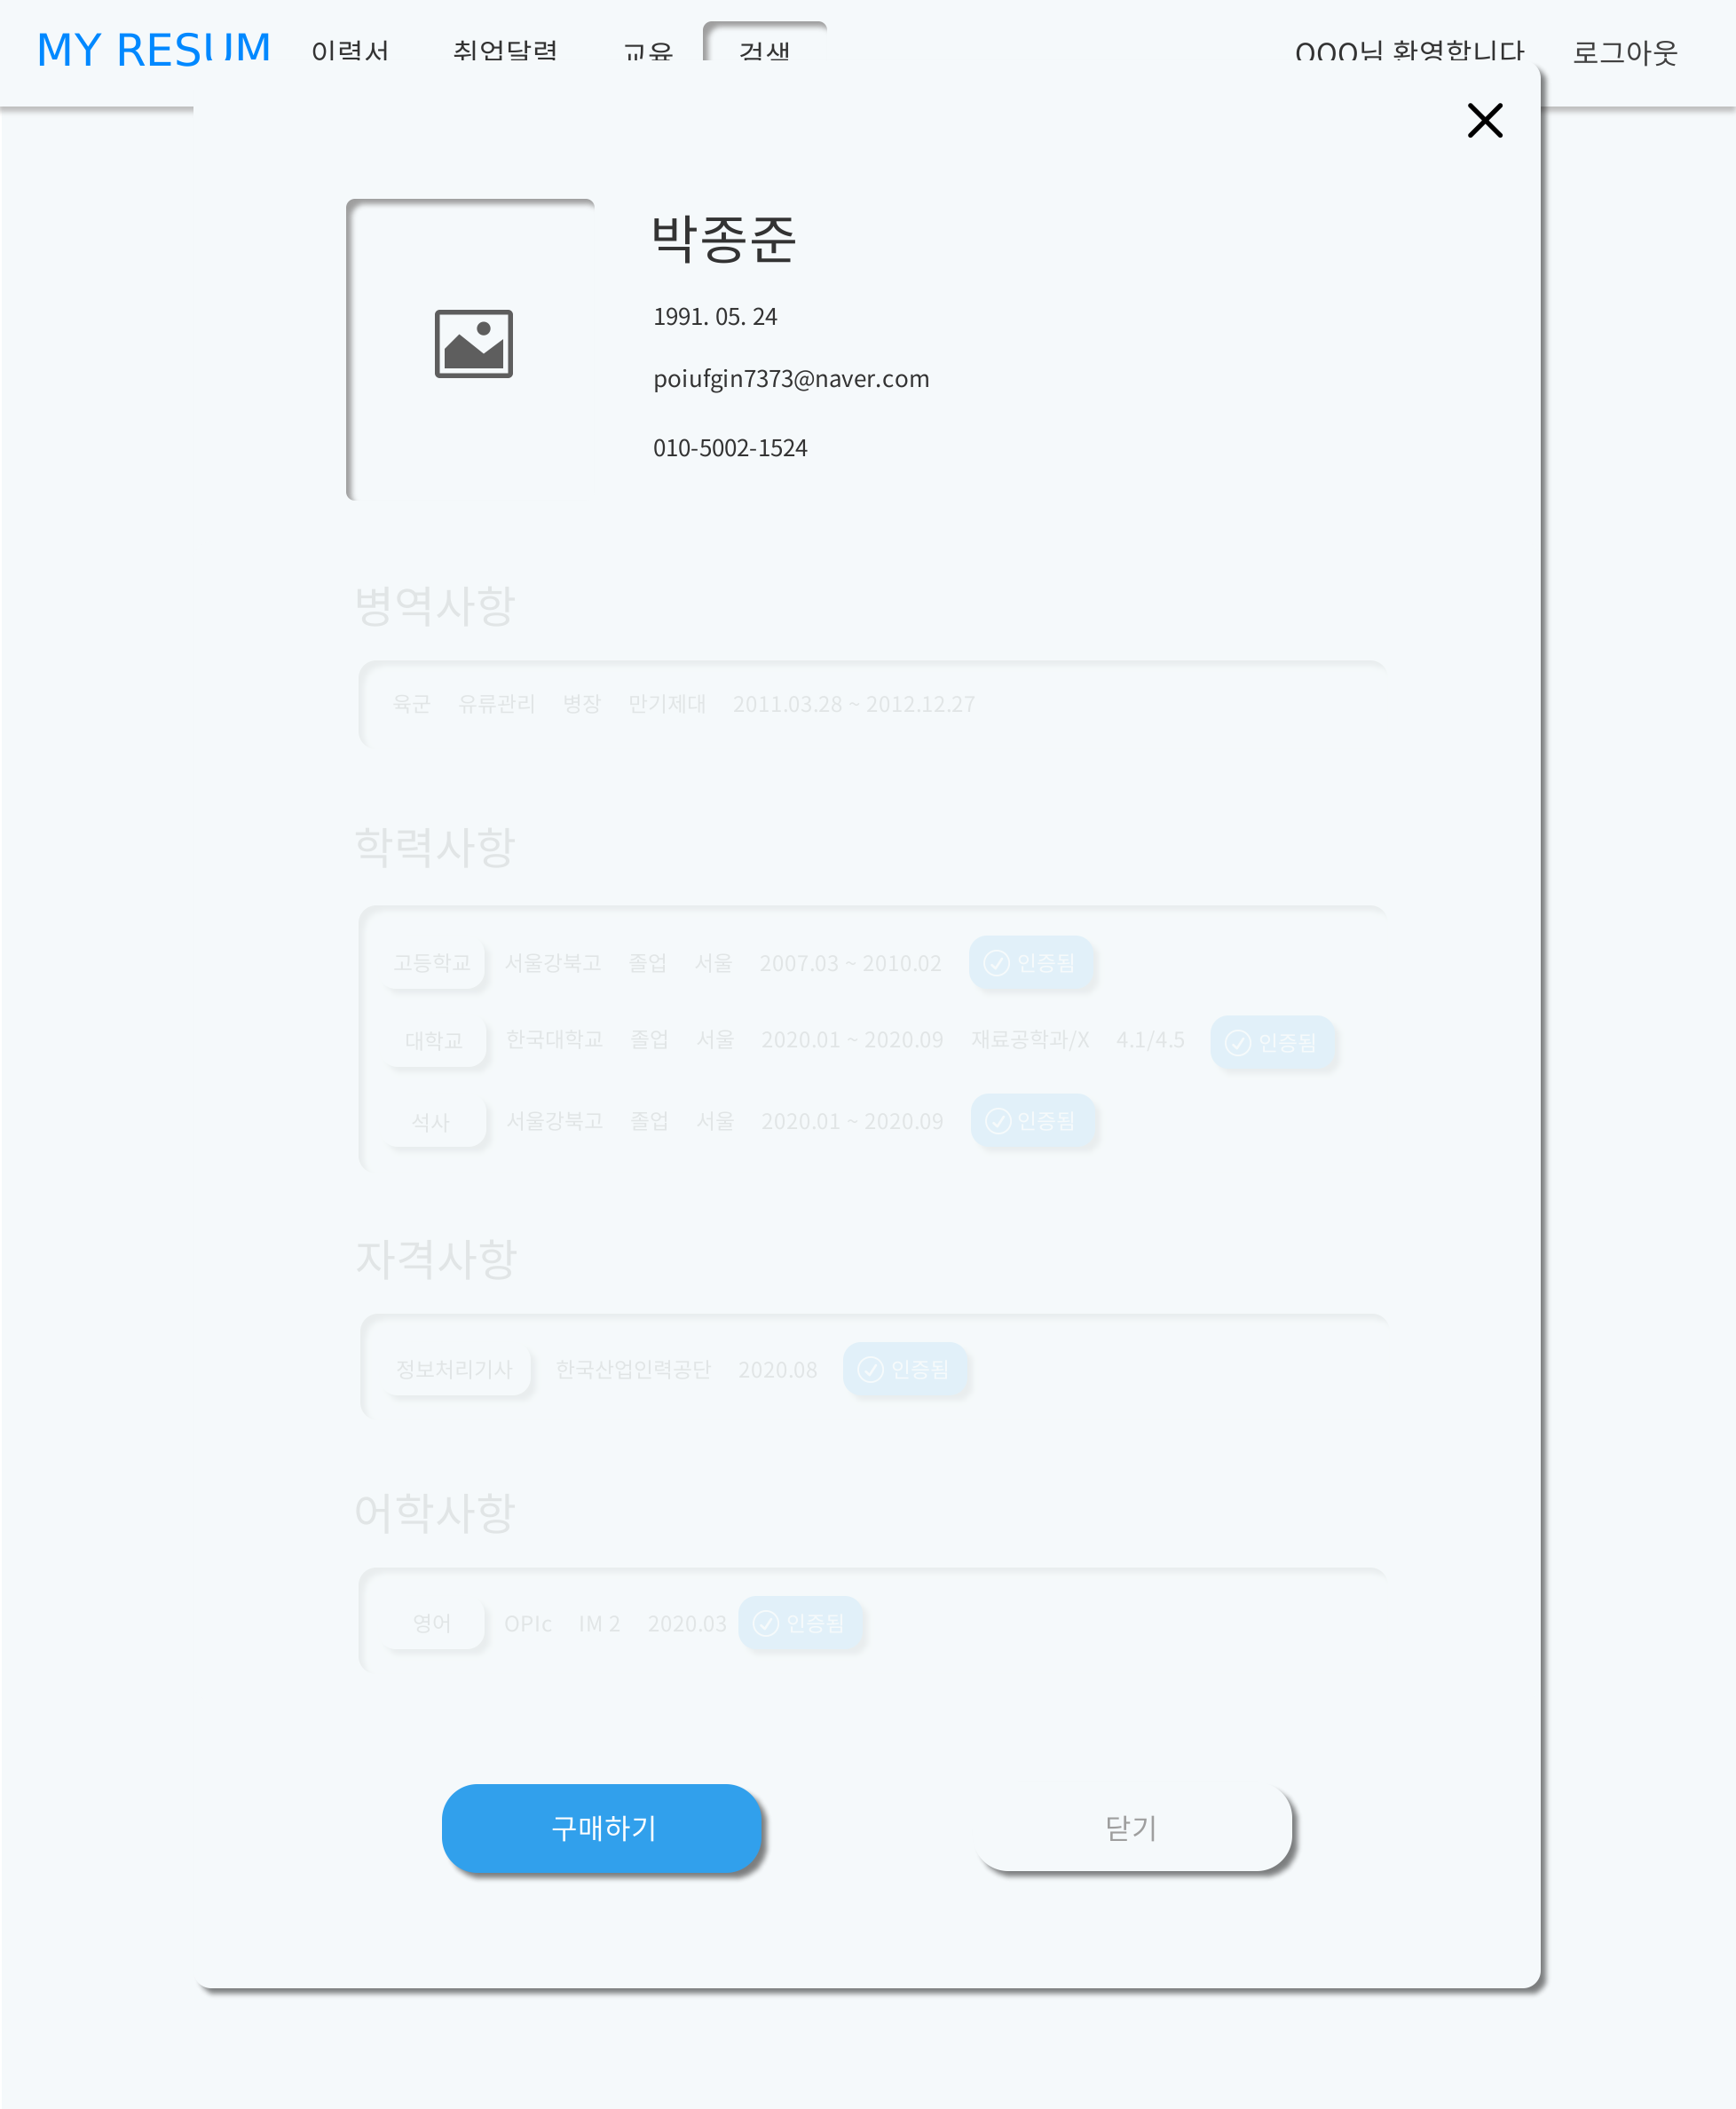 MY RESUM 이력서 취업달력 교육 검색 OOO님 환영합니다 로그아웃
박종준
1991. 05. 24
poiufgin7373@naver.com
010-5002-1524
병역사항
육군 유류관리 병장 만기제대 2011.03.28 ~ 2012.12.27
학력사항
고등학교 서울강북고 졸업 서울 2007.03 ~ 2010.02 인증됨
대학교 한국대학교 졸업 서울 2020.01 ~ 2020.09 재료공학과/X 4.1/4.5 인증됨
석사 서울강북고 졸업 서울 2020.01 ~ 2020.09 인증됨
자격사항
정보처리기사 한국산업인력공단 2020.08 인증됨
어학사항
영어 OPIc IM 2 2020.03 인증됨
구매하기 닫기